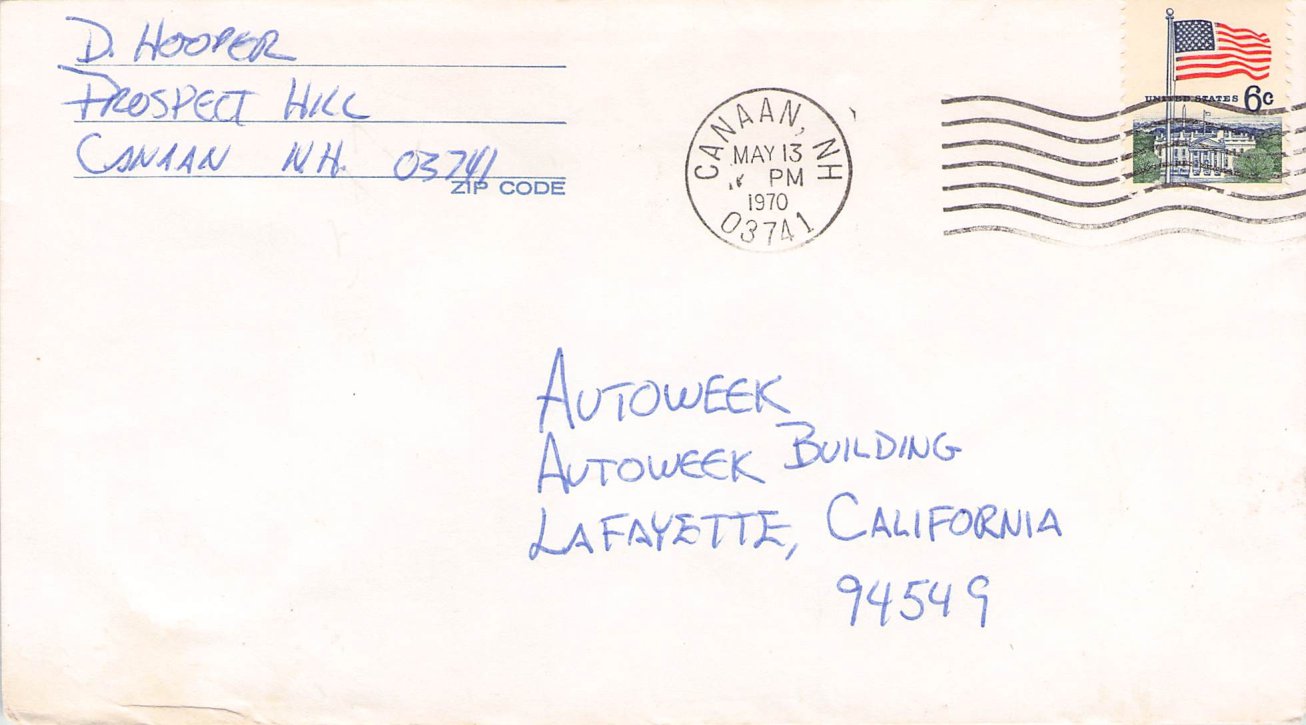 D. HOOPER
PROSPECT HILL
CANAAN N.H. 03741
ZIP CODE
CANAAN, NH
MAY 13
PM
1970
03741
UNITED STATES 6c
AUTOWEEK
AUTOWEEK BUILDING
LAFAYETTE, CALIFORNIA
94549